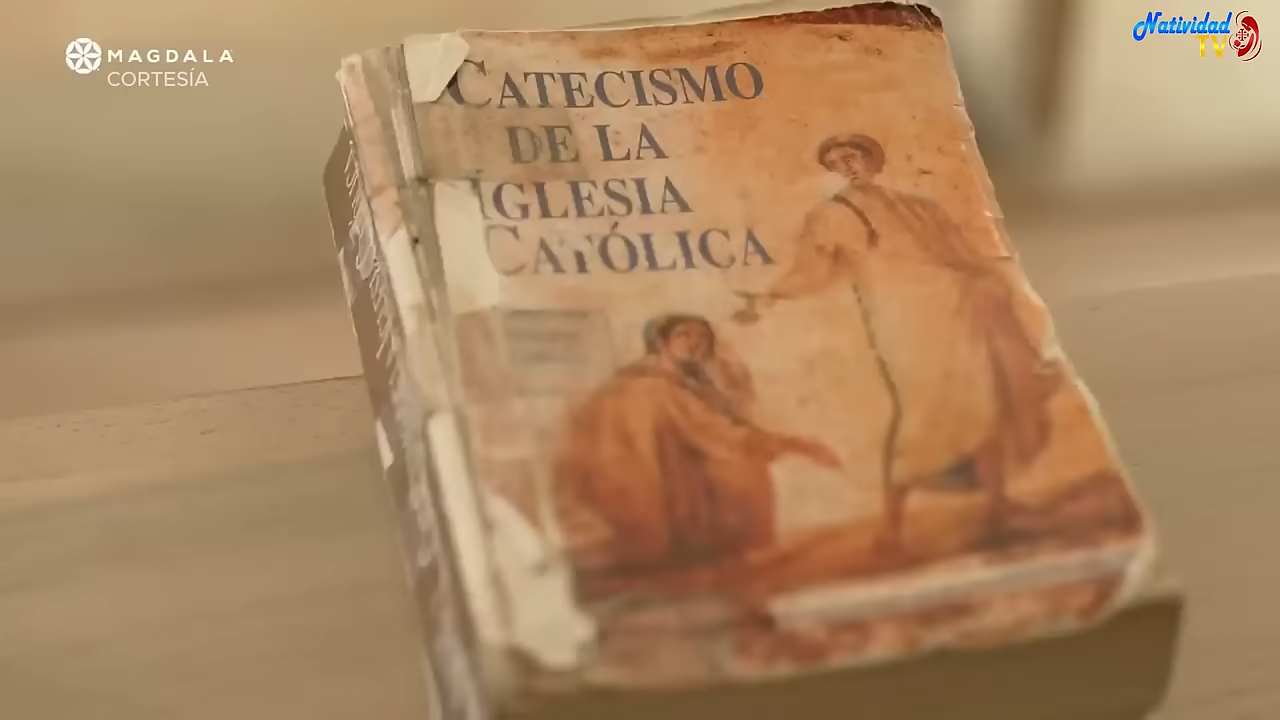 MAGDALA
CORTESÍA
Natividad
TV
CATECISMO
DE LA
IGLESIA
CATÓLICA